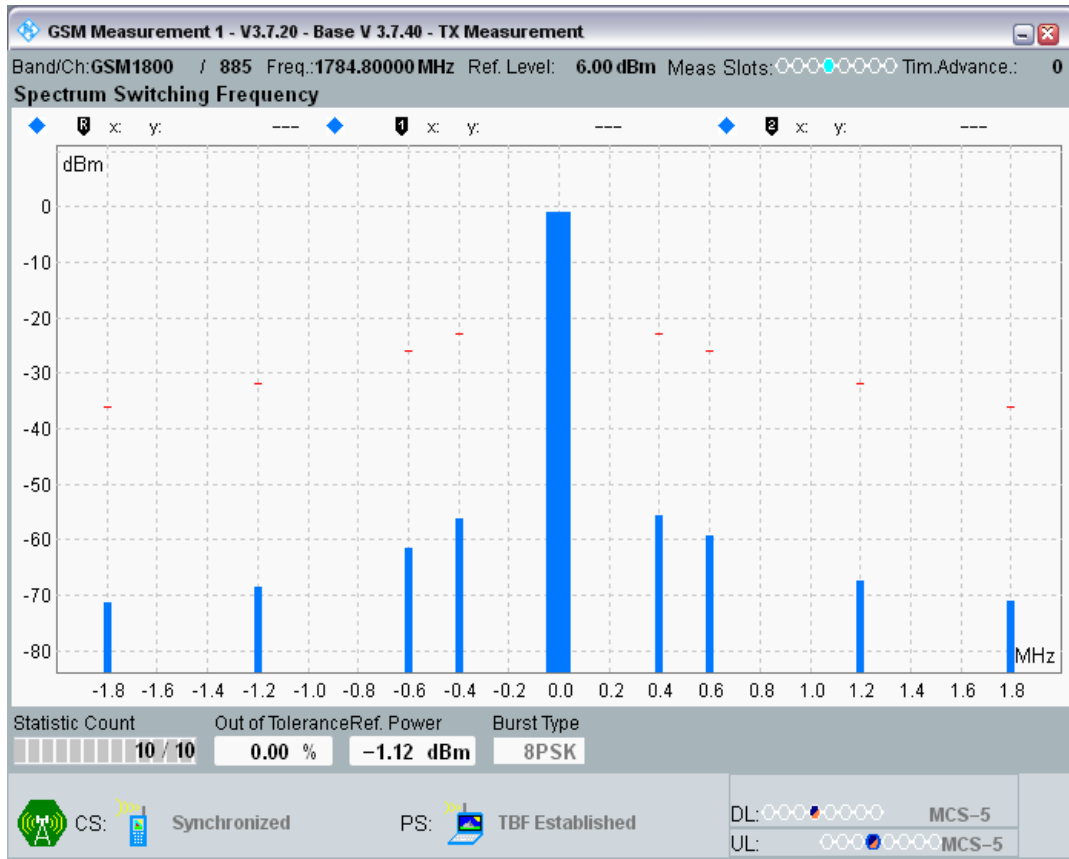 GSM Measurement 1 - V3.7.20 - Base V 3.7.40 - TX Measurement
Band/Ch:GSM1800 / 885 Freq.:1784.80000 MHz Ref. Level: 6.00 dBm Meas Slots: Tim.Advance.: 0
Spectrum Switching Frequency
R x: y: --- 1 x: y: --- 2 x: y: ---
dBm
0
-10
-20
-30
-40
-50
-60
-70
-80
MHz
-1.8 -1.6 -1.4 -1.2 -1.0 -0.8 -0.6 -0.4 -0.2 0.0 0.2 0.4 0.6 0.8 1.0 1.2 1.4 1.6 1.8
Statistic Count Out of Tolerance Ref. Power Burst Type
10 / 10 0.00 % −1.12 dBm 8PSK
CS: Synchronized PS: TBF Established DL: MCS−5
UL: MCS−5